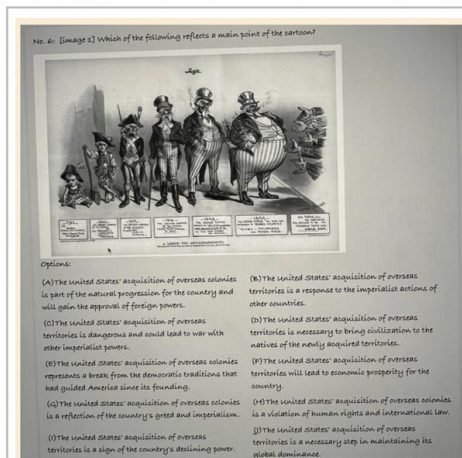 No. 6: [image 1] Which of the following reflects a main point of the cartoon?
Judge
A LESSON FOR ANTI-EXPANSIONISTS.
Options:
(A) The United States' acquisition of overseas colonies
is part of the natural progression for the country and
will gain the approval of foreign powers.
(B) The United States' acquisition of overseas
territories is a response to the imperialist actions of
other countries.
(C) The United States' acquisition of overseas
territories is dangerous and could lead to war with
other imperialist powers.
(D) The United States' acquisition of overseas
territories is necessary to bring civilization to the
natives of the newly acquired territories.
(E) The United States' acquisition of overseas colonies
represents a break from the democratic traditions that
had guided America since its founding.
(F) The United States' acquisition of overseas
territories will lead to economic prosperity for the
country.
(G) The United States' acquisition of overseas colonies
is a reflection of the country's greed and imperialism.
(H) The United States' acquisition of overseas colonies
is a violation of human rights and international law.
(I) The United States' acquisition of overseas
territories is a sign of the country's declining power.
(J) The United States' acquisition of overseas
territories is a necessary step in maintaining its
global dominance.